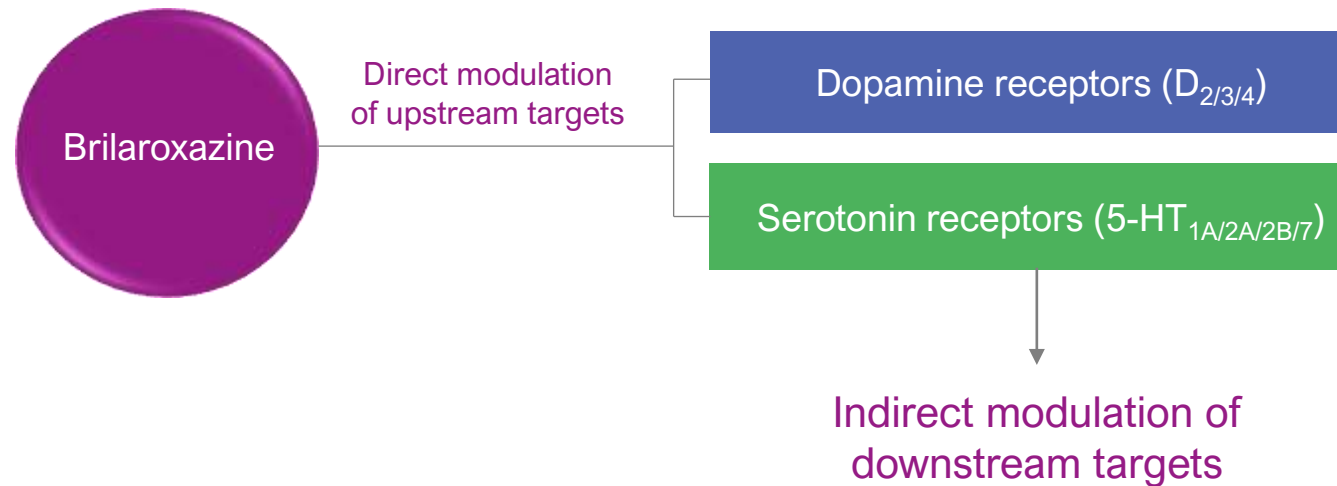 Brilaroxazine
Direct modulation
of upstream targets
Dopamine receptors (D2/3/4)
Serotonin receptors (5-HT1A/2A/2B/7)
Indirect modulation of
downstream targets